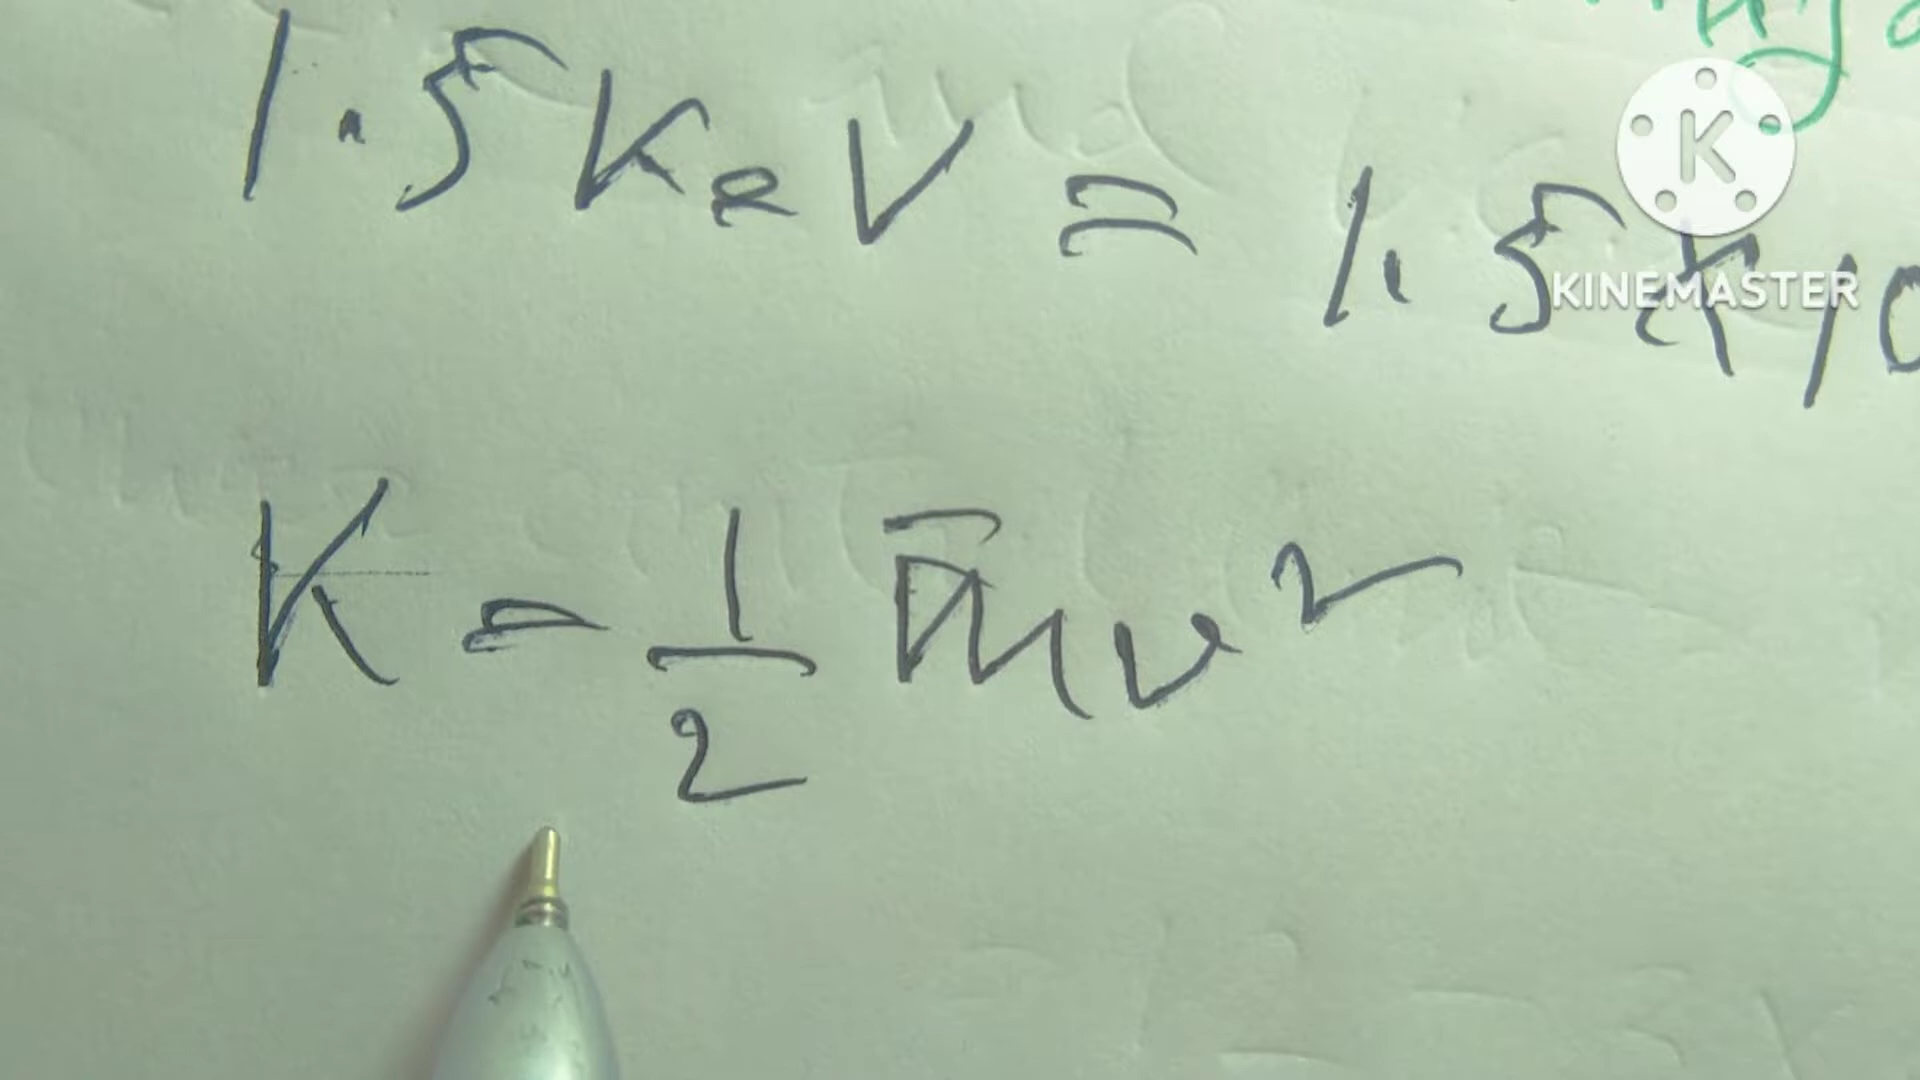 1.5 KeV = 1.5 x 10
K
KINEMASTER
K = 1/2 mv²